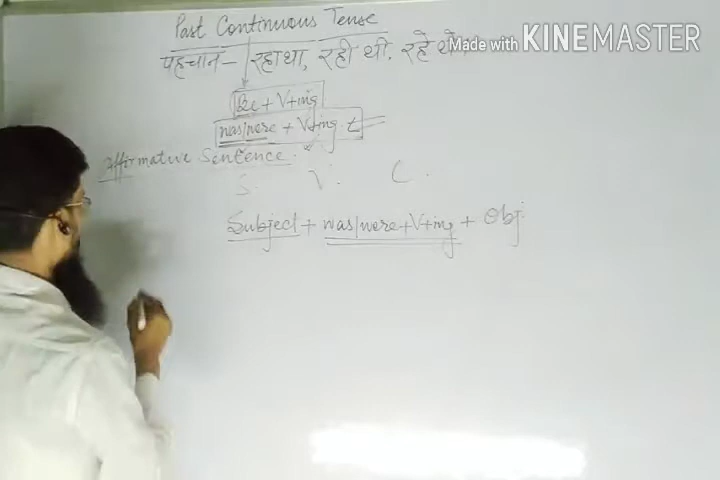 Past Continuous Tense
पहचान- रहा था, रही थी. रहे थे
Made with KINEMASTER
Be + V+ing
was/were + V+ing
Affirmative Sentence.
S. V. C.
Subject + was/were+V+ing + Obj